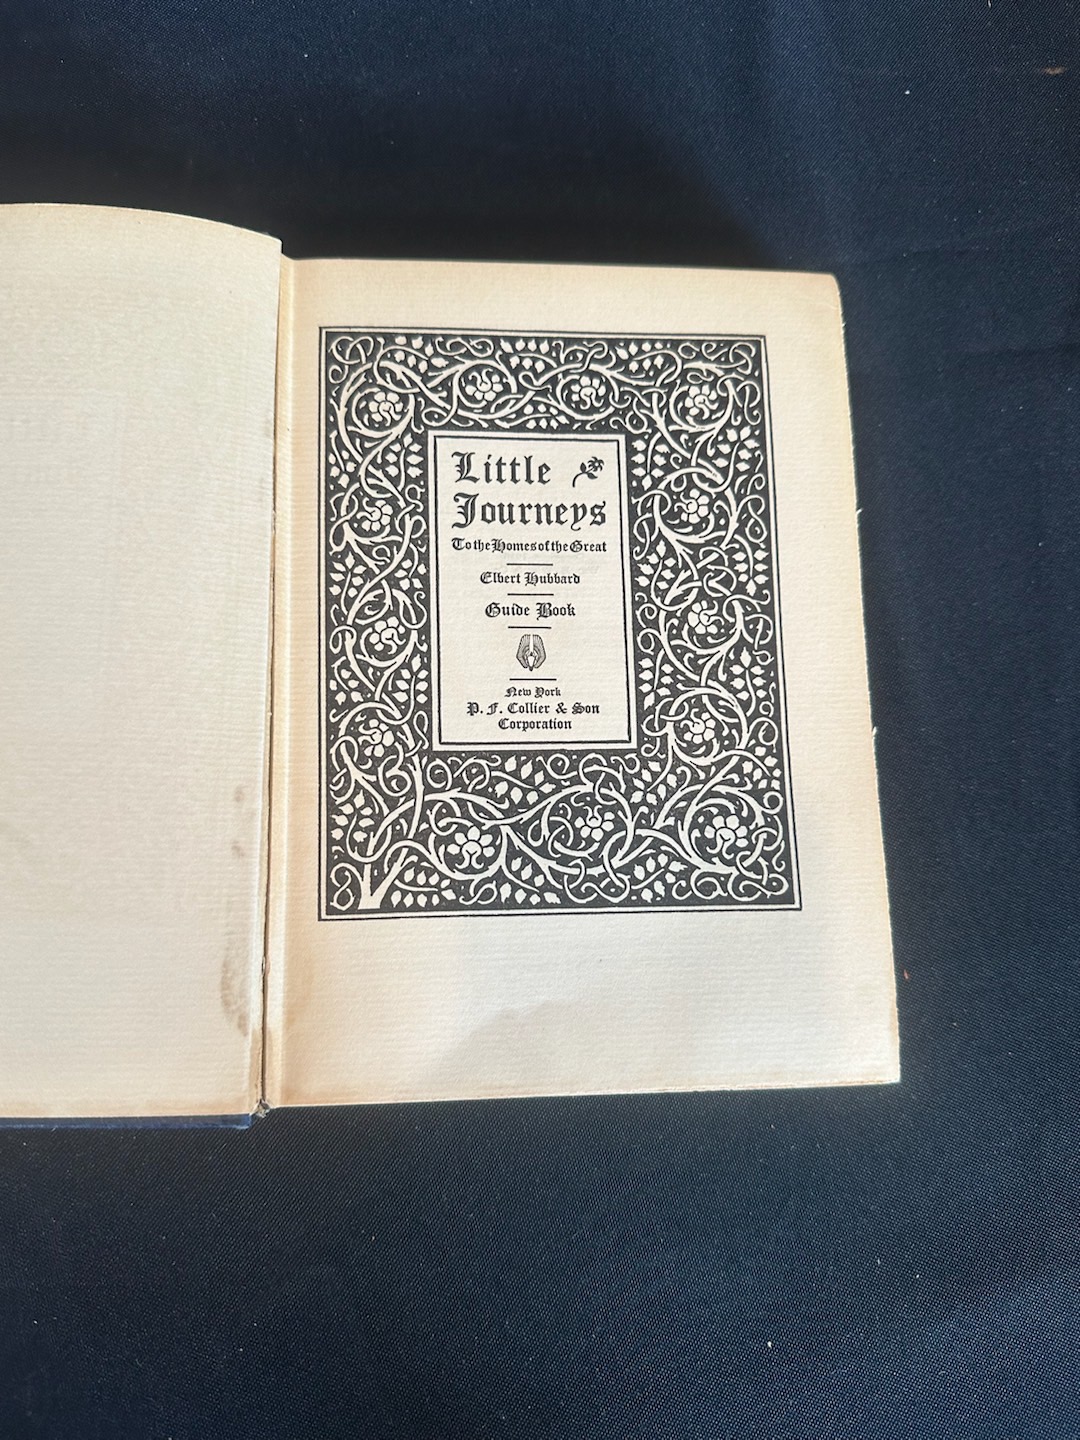 Little
Journeys
To the Homes of the Great
Elbert Hubbard
Guide Book
New York
P. F. Collier & Son
Corporation